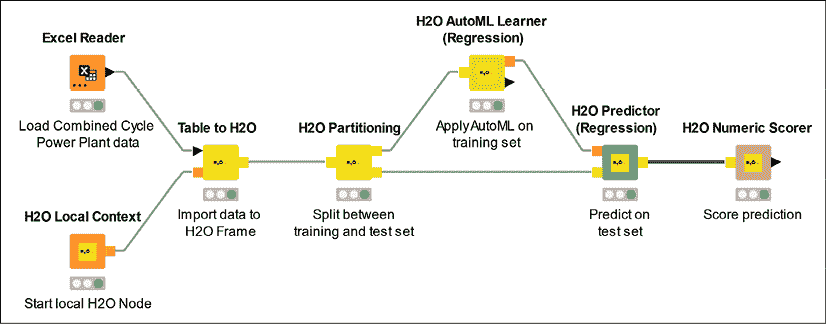 Excel Reader
Load Combined Cycle
Power Plant data
H2O Local Context
Start local H2O Node
Table to H2O
Import data to
H2O Frame
H2O Partitioning
Split between
training and test set
H2O AutoML Learner
(Regression)
Apply AutoML on
training set
H2O Predictor
(Regression)
Predict on
test set
H2O Numeric Scorer
Score prediction